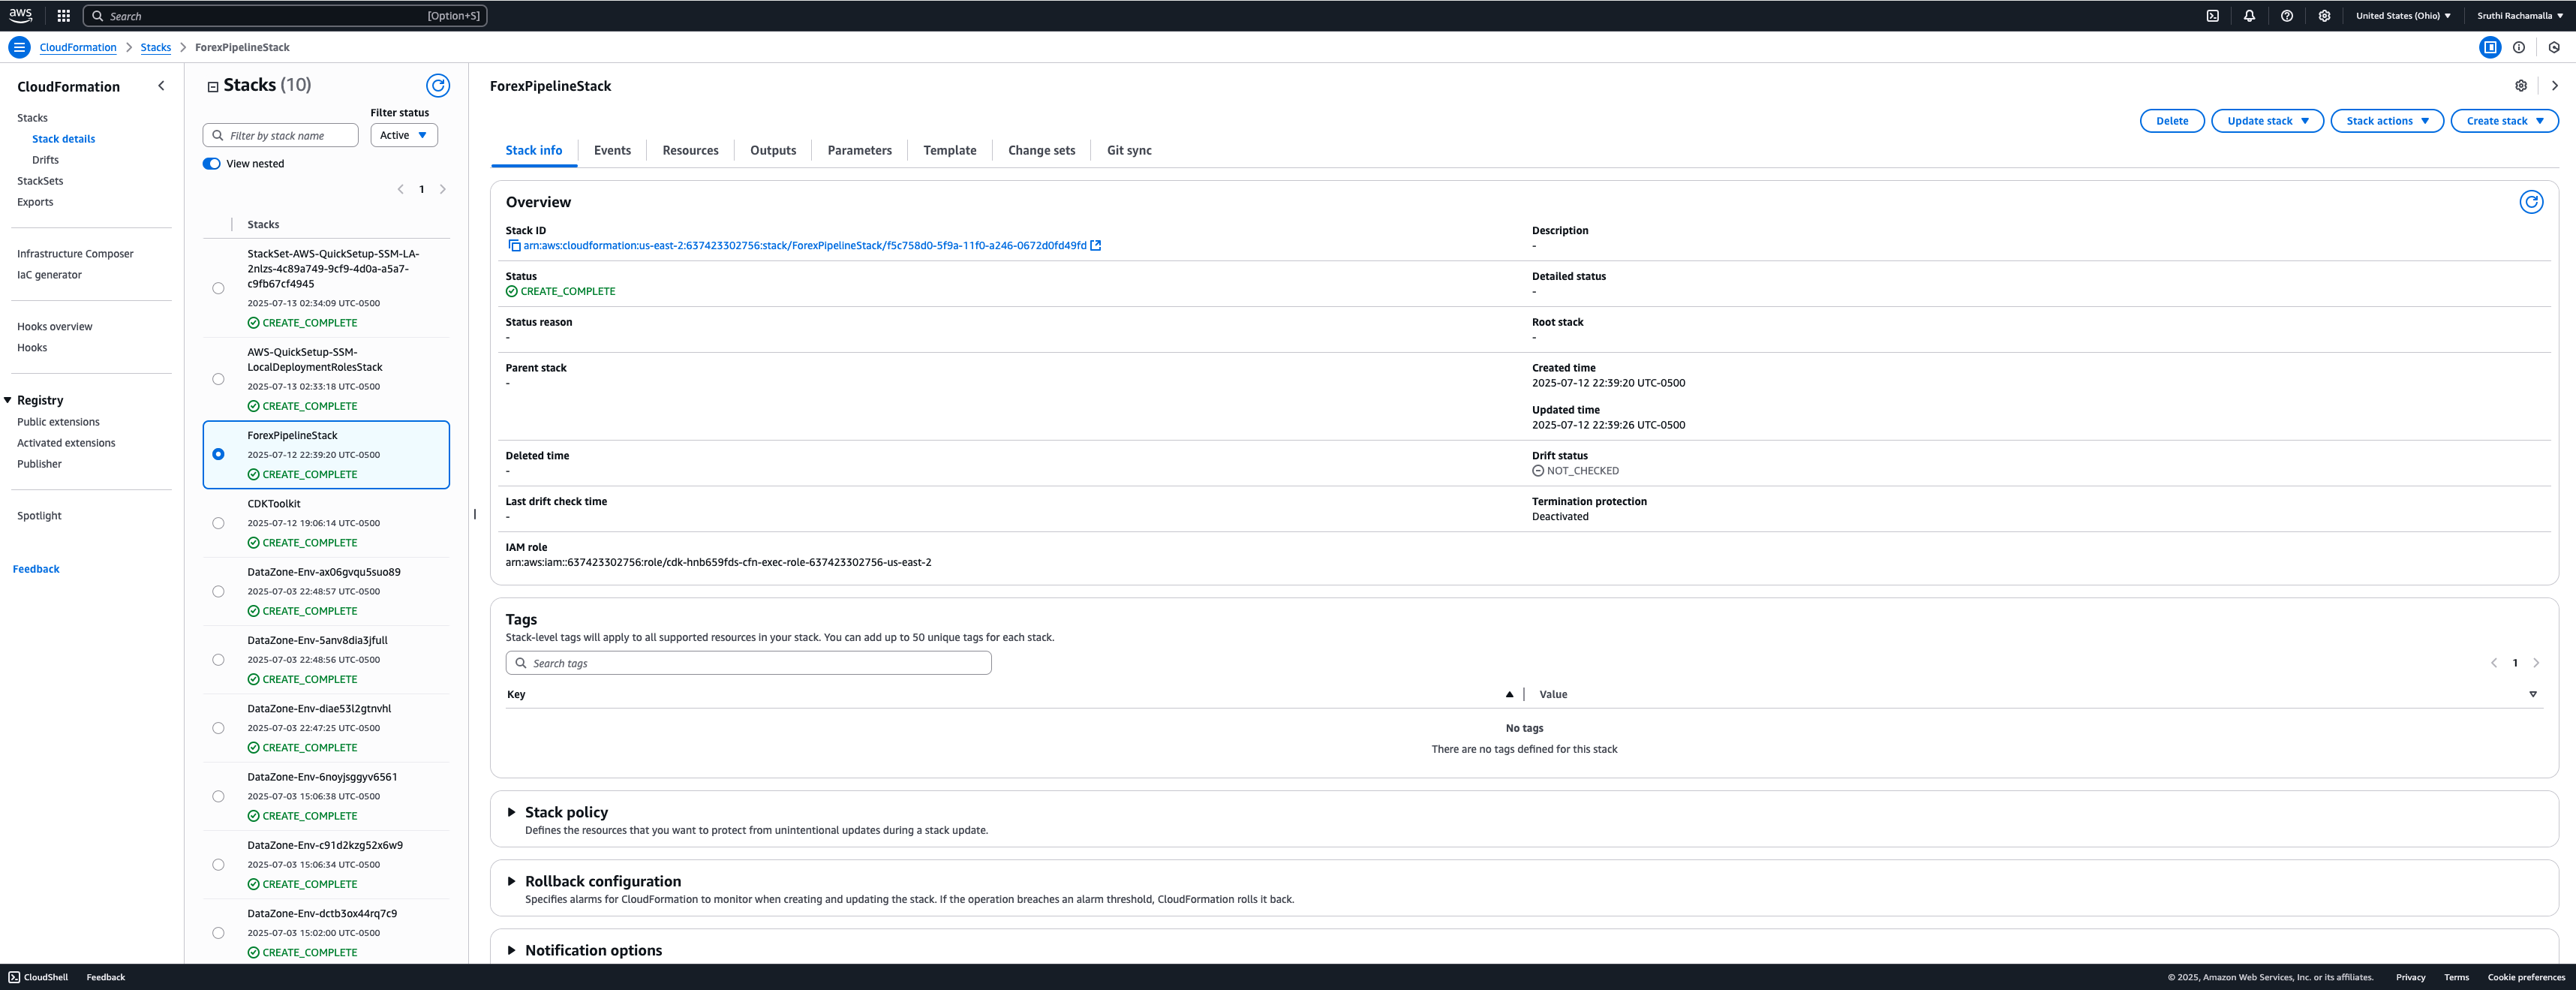 aws
Search
[Option+S]
United States (Ohio)
Sruthi Rachamalla
CloudFormation
Stacks
ForexPipelineStack
CloudFormation
Stacks
Stack details
Drifts
StackSets
Exports
Infrastructure Composer
IaC generator
Hooks overview
Hooks
Registry
Public extensions
Activated extensions
Publisher
Spotlight
Feedback
Stacks (10)
Filter status
Filter by stack name
Active
View nested
1
Stacks
StackSet-AWS-QuickSetup-SSM-LA-
2nlzs-4c89a749-9cf9-4d0a-a5a7-
c9fb67cf4945
2025-07-13 02:34:09 UTC-0500
CREATE_COMPLETE
AWS-QuickSetup-SSM-
LocalDeploymentRolesStack
2025-07-13 02:33:18 UTC-0500
CREATE_COMPLETE
ForexPipelineStack
2025-07-12 22:39:20 UTC-0500
CREATE_COMPLETE
CDKToolkit
2025-07-12 19:06:14 UTC-0500
CREATE_COMPLETE
DataZone-Env-ax06gvqu5suo89
2025-07-03 22:48:57 UTC-0500
CREATE_COMPLETE
DataZone-Env-5anv8dia3jfull
2025-07-03 22:48:56 UTC-0500
CREATE_COMPLETE
DataZone-Env-diae53l2gtnvhl
2025-07-03 22:47:25 UTC-0500
CREATE_COMPLETE
DataZone-Env-6noyjsggyv6561
2025-07-03 15:06:38 UTC-0500
CREATE_COMPLETE
DataZone-Env-c91d2kzg52x6w9
2025-07-03 15:06:34 UTC-0500
CREATE_COMPLETE
DataZone-Env-dctb3ox44rq7c9
2025-07-03 15:02:00 UTC-0500
CREATE_COMPLETE
ForexPipelineStack
Delete
Update stack
Stack actions
Create stack
Stack info
Events
Resources
Outputs
Parameters
Template
Change sets
Git sync
Overview
Stack ID
arn:aws:cloudformation:us-east-2:637423302756:stack/ForexPipelineStack/f5c758d0-5f9a-11f0-a246-0672d0fd49fd
Description
-
Status
CREATE_COMPLETE
Detailed status
-
Status reason
-
Root stack
-
Parent stack
-
Created time
2025-07-12 22:39:20 UTC-0500
Updated time
2025-07-12 22:39:26 UTC-0500
Deleted time
-
Drift status
NOT_CHECKED
Last drift check time
-
Termination protection
Deactivated
IAM role
arn:aws:iam::637423302756:role/cdk-hnb659fds-cfn-exec-role-637423302756-us-east-2
Tags
Stack-level tags will apply to all supported resources in your stack. You can add up to 50 unique tags for each stack.
Search tags
1
Key
Value
No tags
There are no tags defined for this stack
Stack policy
Defines the resources that you want to protect from unintentional updates during a stack update.
Rollback configuration
Specifies alarms for CloudFormation to monitor when creating and updating the stack. If the operation breaches an alarm threshold, CloudFormation rolls it back.
Notification options
CloudShell
Feedback
© 2025, Amazon Web Services, Inc. or its affiliates.
Privacy
Terms
Cookie preferences